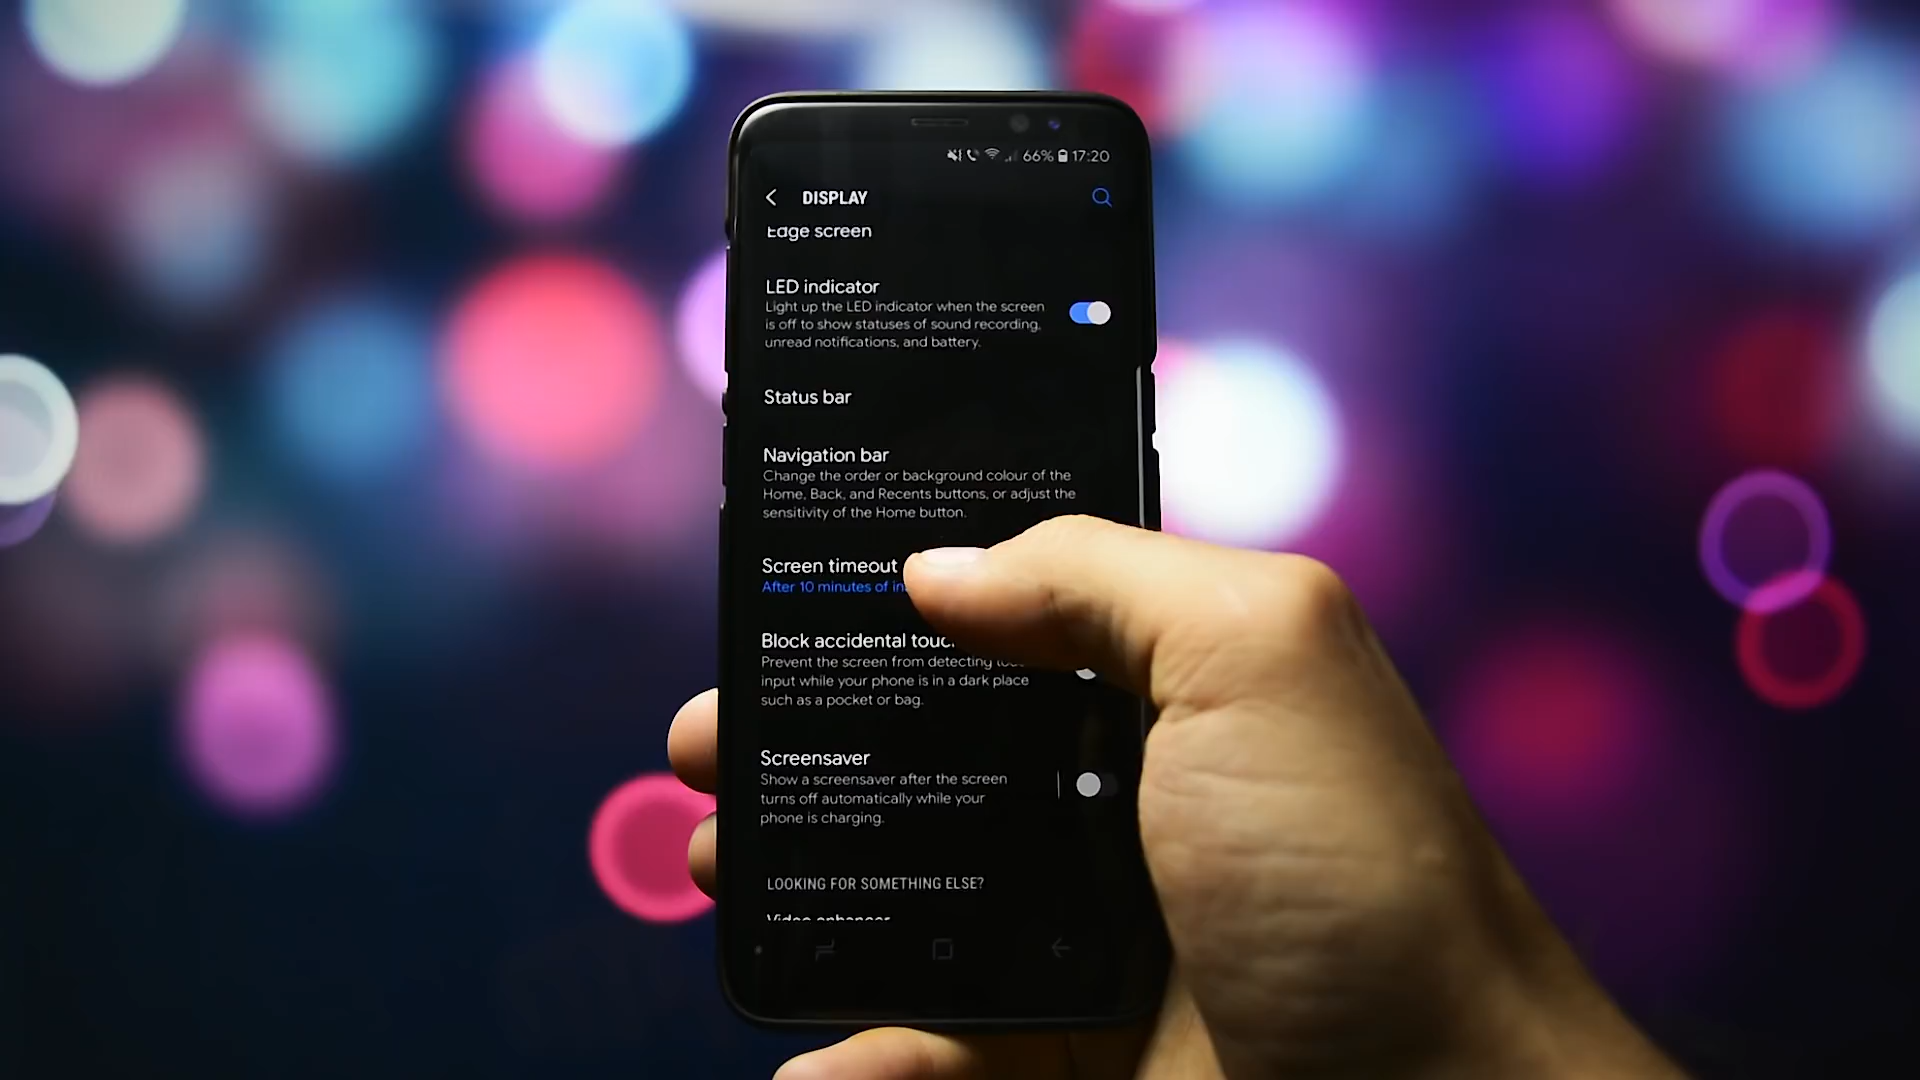 66% 17:20
DISPLAY
Edge screen
LED indicator
Light up the LED indicator when the screen
is off to show statuses of sound recording,
unread notifications, and battery.
Status bar
Navigation bar
Change the order or background colour of the
Home, Back, and Recents buttons, or adjust the
sensitivity of the Home button.
Screen timeout
After 10 minutes of
Block accidental
Prevent the screen from detecting
input while your phone is in a dark place
such as a pocket or bag.
Screensaver
Show a screensaver after the screen
turns off automatically while your
phone is charging.
LOOKING FOR SOMETHING ELSE?
Video enhancer